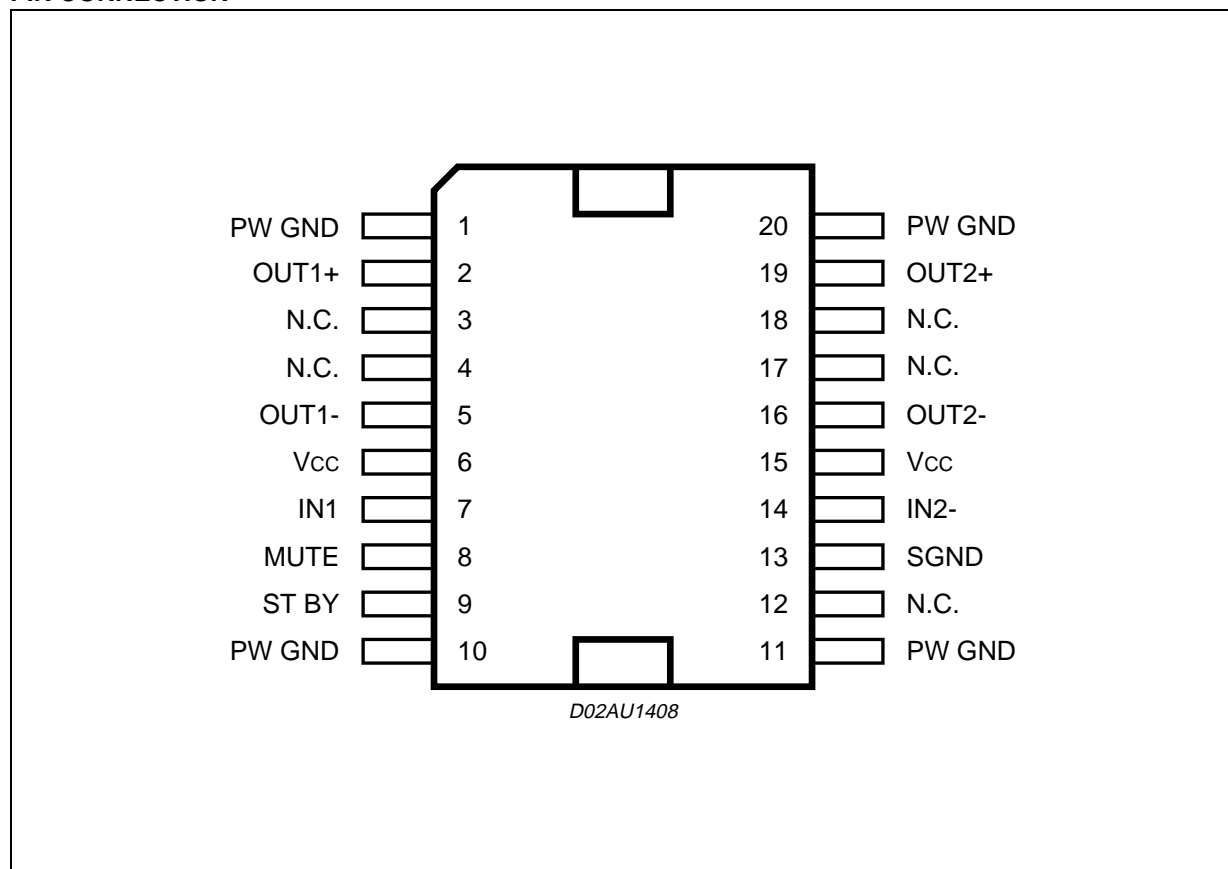 PW GND 1 20 PW GND
OUT1+ 2 19 OUT2+
N.C. 3 18 N.C.
N.C. 4 17 N.C.
OUT1- 5 16 OUT2-
VCC 6 15 VCC
IN1 7 14 IN2-
MUTE 8 13 SGND
ST BY 9 12 N.C.
PW GND 10 11 PW GND
D02AU1408